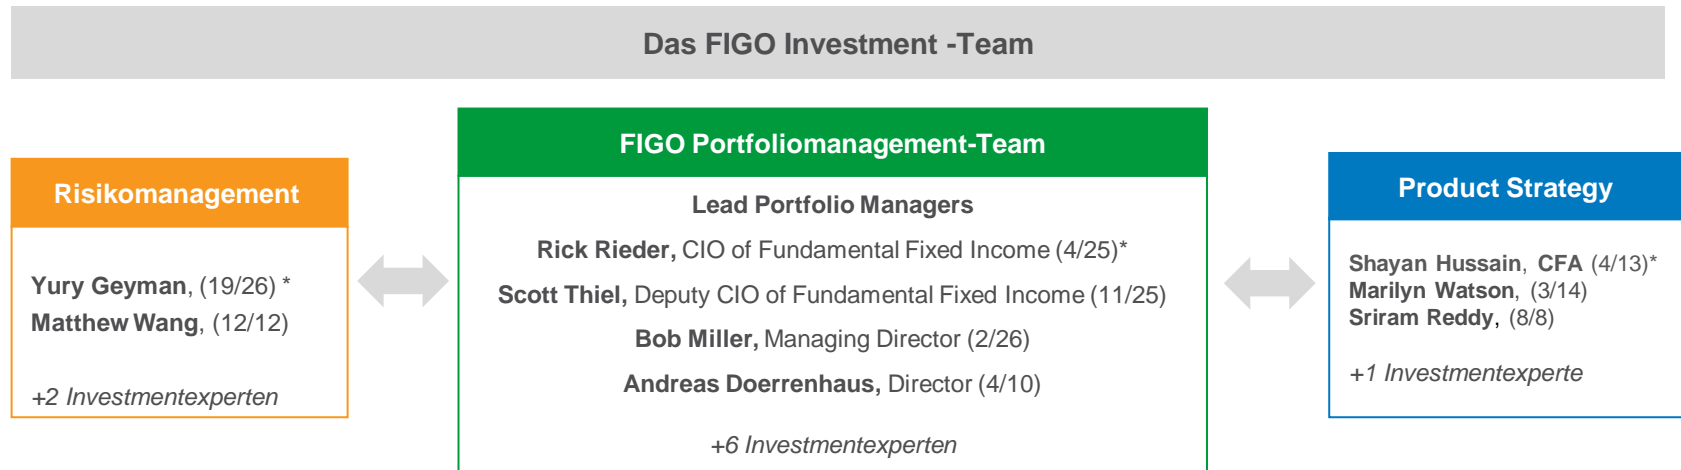 Das FIGO Investment -Team
Risikomanagement
Yury Geyman, (19/26) *
Matthew Wang, (12/12)
+2 Investmentexperten
FIGO Portfoliomanagement-Team
Lead Portfolio Managers
Rick Rieder, CIO of Fundamental Fixed Income (4/25)*
Scott Thiel, Deputy CIO of Fundamental Fixed Income (11/25)
Bob Miller, Managing Director (2/26)
Andreas Doerrenhaus, Director (4/10)
+6 Investmentexperten
Product Strategy
Shayan Hussain, CFA (4/13)*
Marilyn Watson, (3/14)
Sriram Reddy, (8/8)
+1 Investmentexperte